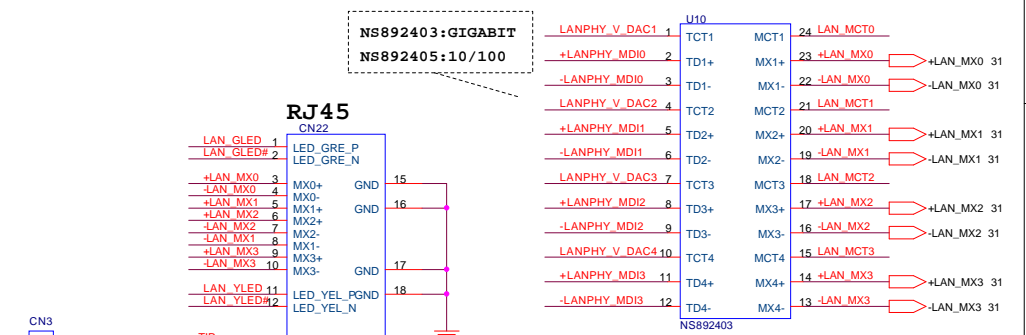 NS892403:GIGABIT
NS892405:10/100
RJ45
CN22
LAN_GLED 1 LED_GRE_P
LAN_GLED# 2 LED_GRE_N
+LAN_MX0 3 MX0+ GND 15
-LAN_MX0 4 MX0-
+LAN_MX1 5 MX1+ GND 16
+LAN_MX2 6 MX2+
-LAN_MX2 7 MX2-
-LAN_MX1 8 MX1-
+LAN_MX3 9 MX3+
-LAN_MX3 10 MX3- GND 17
LAN_YLED 11 LED_YEL_P GND 18
LAN_YLED# 12 LED_YEL_N
CN3
U10
LANPHY_V_DAC1 1 TCT1 MCT1 24 LAN_MCT0
+LANPHY_MDI0 2 TD1+ MX1+ 23 +LAN_MX0 +LAN_MX0 31
-LANPHY_MDI0 3 TD1- MX1- 22 -LAN_MX0 -LAN_MX0 31
LANPHY_V_DAC2 4 TCT2 MCT2 21 LAN_MCT1
+LANPHY_MDI1 5 TD2+ MX2+ 20 +LAN_MX1 +LAN_MX1 31
-LANPHY_MDI1 6 TD2- MX2- 19 -LAN_MX1 -LAN_MX1 31
LANPHY_V_DAC3 7 TCT3 MCT3 18 LAN_MCT2
+LANPHY_MDI2 8 TD3+ MX3+ 17 +LAN_MX2 +LAN_MX2 31
-LANPHY_MDI2 9 TD3- MX3- 16 -LAN_MX2 -LAN_MX2 31
LANPHY_V_DAC4 10 TCT4 MCT4 15 LAN_MCT3
+LANPHY_MDI3 11 TD4+ MX4+ 14 +LAN_MX3 +LAN_MX3 31
-LANPHY_MDI3 12 TD4- MX4- 13 -LAN_MX3 -LAN_MX3 31
NS892403